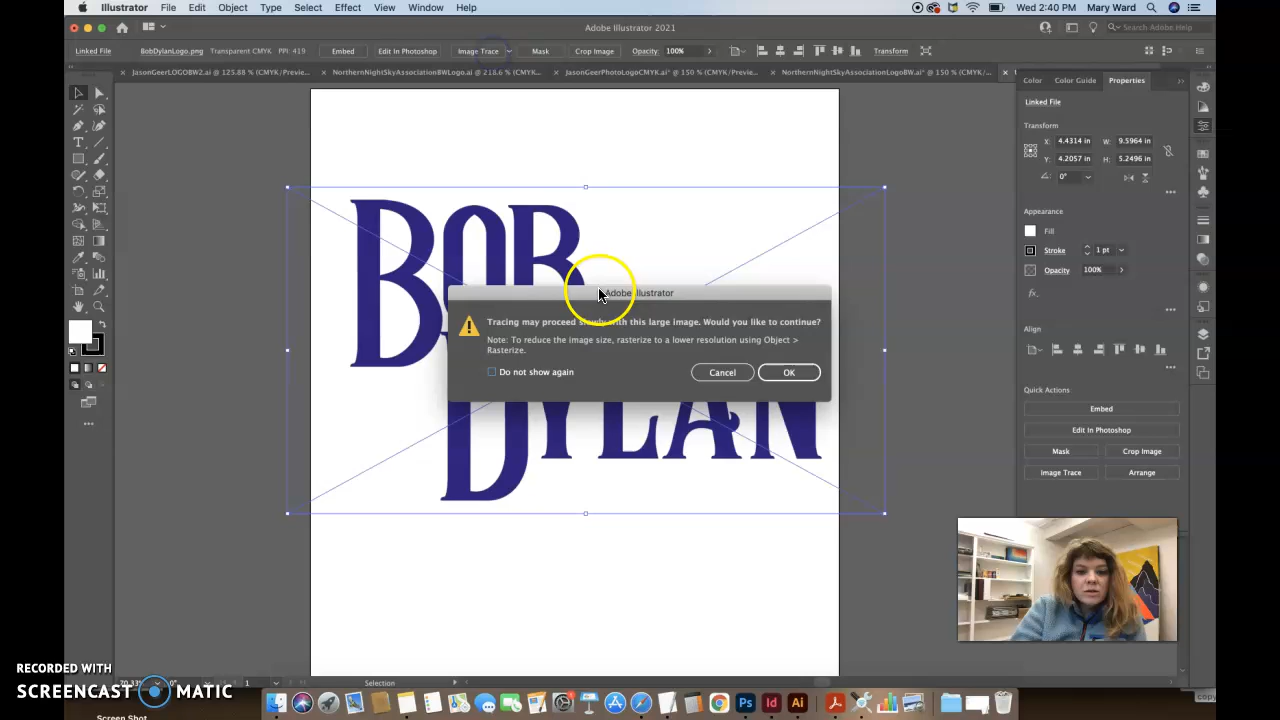 Illustrator File Edit Object Type Select Effect View Window Help
Wed 2:40 PM Mary Ward
Adobe Illustrator 2021
Search Adobe Help
Linked File BobDylanLogo.png Transparent CMYK PPI: 419 Embed Edit In Photoshop Image Trace Mask Crop Image Opacity: 100% Transform
JasonGeerLOGOBW2.ai @ 125.88 % (CMYK/Previe... NorthernNightSkyAssociationBWLogo.ai @ 218.6 % (CMYK... JasonGeerPhotoLogoCMYK.ai* @ 150 % (CMYK/Previe... NorthernNightSkyAssociationLogoBW.ai* @ 150 % (CMYK/Pre...
Color Color Guide Properties
Linked File
Transform
X: 4.4314 in W: 9.5964 in
Y: 4.2057 in H: 5.2496 in
0°
Appearance
Fill
Stroke 1 pt
Opacity 100%
fx.
Align
Quick Actions
Embed
Edit In Photoshop
Mask Crop Image
Image Trace Arrange
BOB
DYLAN
Adobe Illustrator
Tracing may proceed slowly with this large image. Would you like to continue?
Note: To reduce the image size, rasterize to a lower resolution using Object >
Rasterize.
Do not show again Cancel OK
0° 1 Selection
RECORDED WITH
SCREENCAST MATIC
Screen Shot
copy